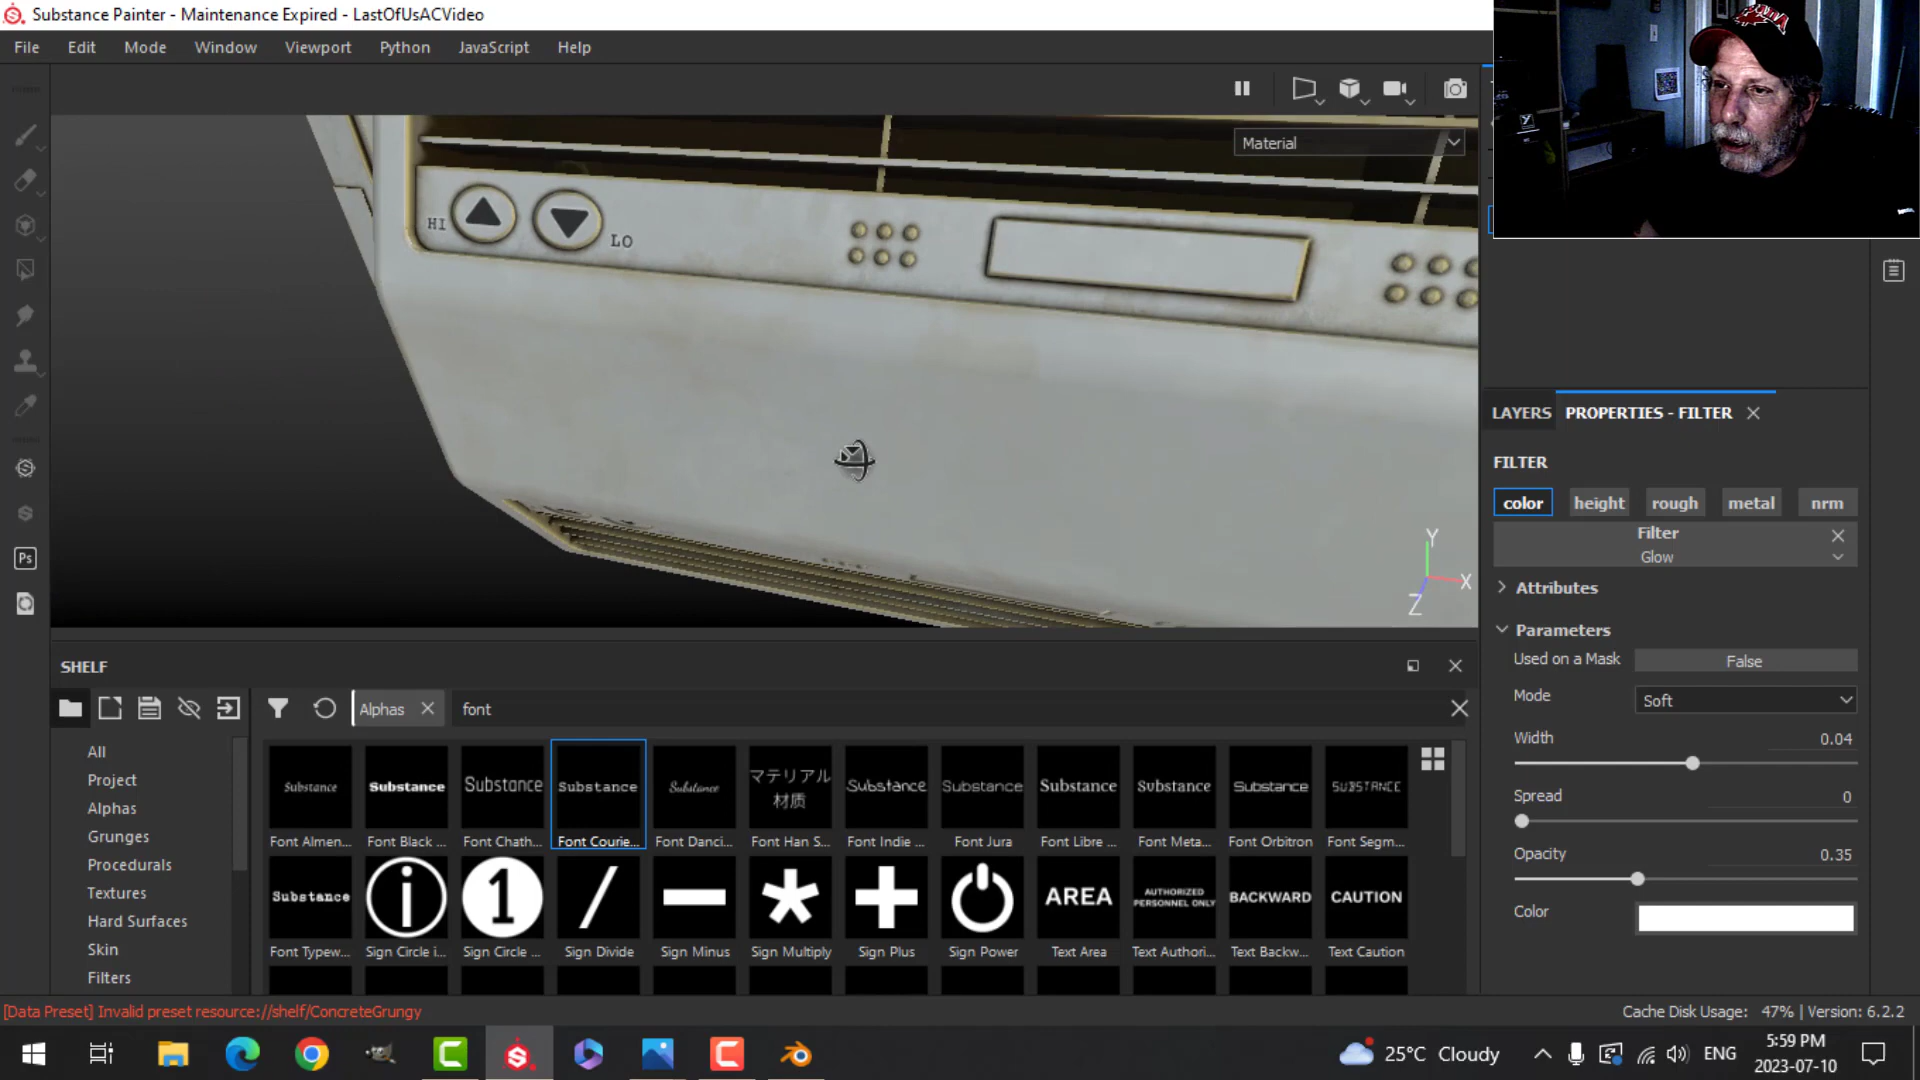 Substance Painter - Maintenance Expired - LastOfUsACVideo
File Edit Mode Window Viewport Python JavaScript Help
Material
HI
LO
Y
X
Z
LAYERS PROPERTIES - FILTER
FILTER
color height rough metal nrm
Filter
Glow
Attributes
Parameters
Used on a Mask False
Mode Soft
Width 0.04
Spread 0
Opacity 0.35
Color
SHELF
Alphas font
All
Project
Alphas
Grunges
Procedurals
Textures
Hard Surfaces
Skin
Filters
Substance Substance Substance Substance Substance マテリアル 材质 Substance Substance Substance Substance Substance SUBSTANCE
Font Almen... Font Black ... Font Chath... Font Courie... Font Danci... Font Han S... Font Indie ... Font Jura Font Libre ... Font Meta... Font Orbitron Font Segm...
Substance i 1 / − * + AREA AUTHORIZED PERSONNEL ONLY BACKWARD CAUTION
Font Typew... Sign Circle i... Sign Circle ... Sign Divide Sign Minus Sign Multiply Sign Plus Sign Power Text Area Text Authori... Text Backw... Text Caution
[Data Preset] Invalid preset resource://shelf/ConcreteGrungy
Cache Disk Usage: 47% | Version: 6.2.2
Ps
25°C Cloudy
ENG
5:59 PM
2023-07-10